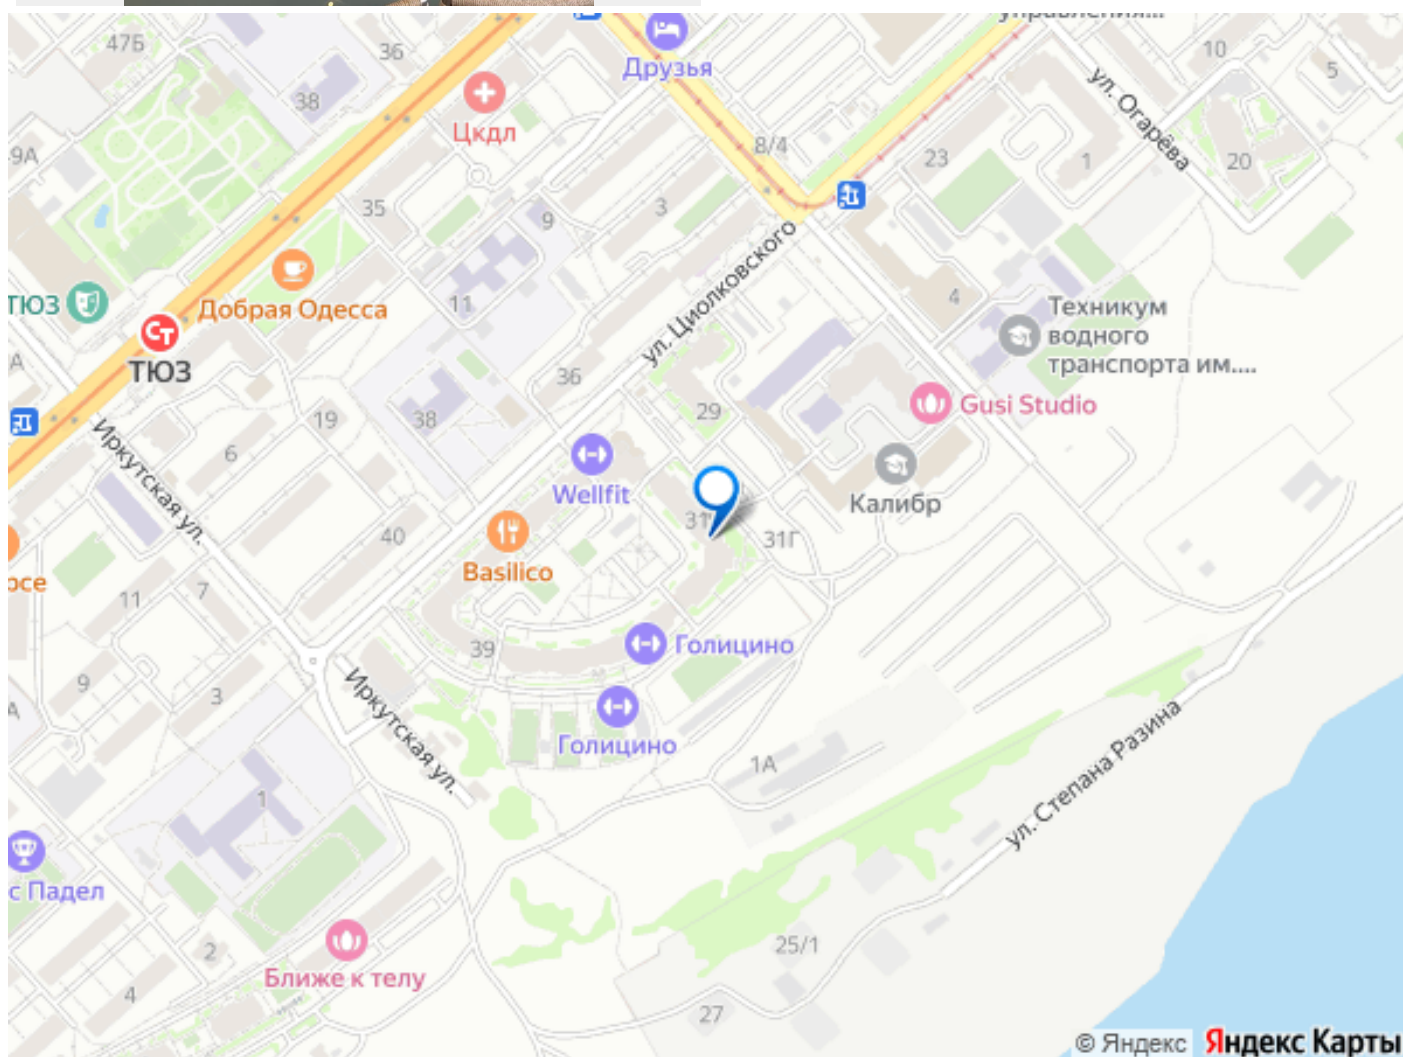 управления...
47Б
36
10
5
Друзья
38
ул. Огарёва
Цкдл
8/4
9А
23
1
20
35
9
3
ул. Циолковского
11
4
ТЮЗ
Добрая Одесса
Техникум
водного
транспорта им....
СТ
ТЮЗ
А
36
29
Gusi Studio
38
19
6
Иркутская ул.
Wellfit
Калибр
31
31Г
40
Basilico
7
11
39
Голицино
9
3
А
Иркутская ул.
Голицино
1А
ул. Степана Разина
1
с Падел
2
25/1
Ближе к телу
4
27
© Яндекс Яндекс Карты